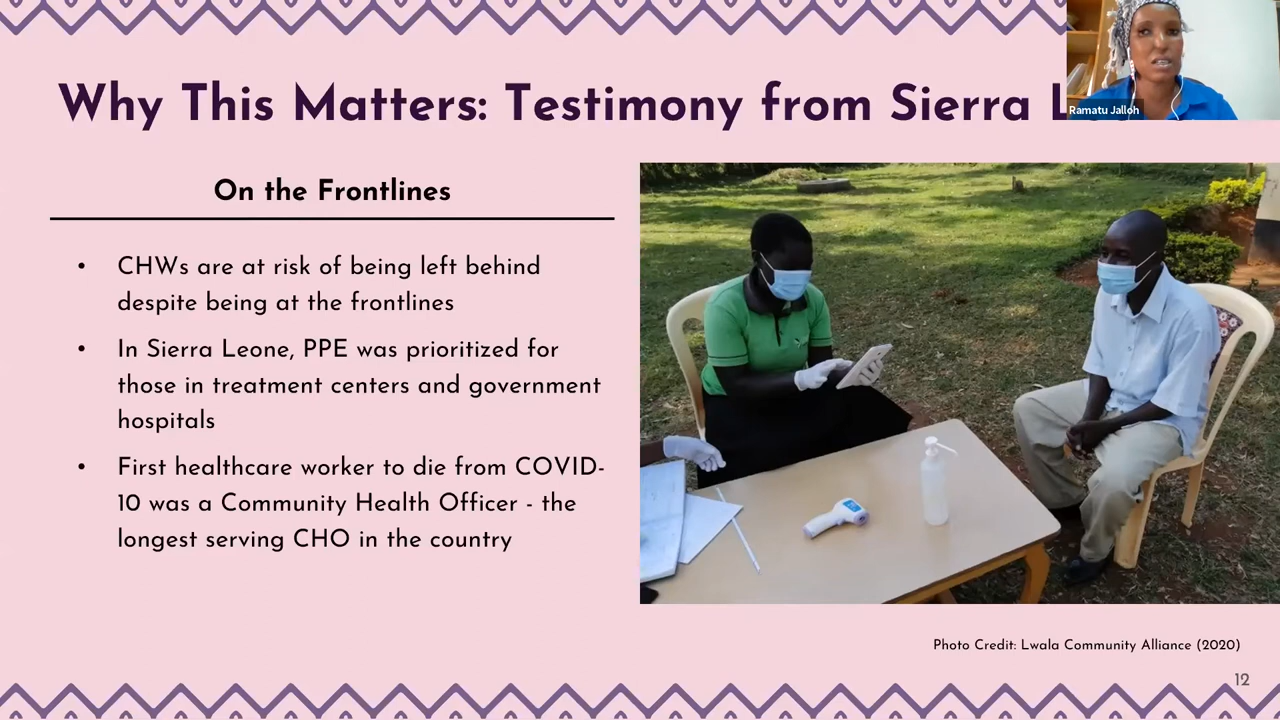 Why This Matters: Testimony from Sierra
Ramatu Jalloh
On the Frontlines
• CHWs are at risk of being left behind
despite being at the frontlines
• In Sierra Leone, PPE was prioritized for
those in treatment centers and government
hospitals
• First healthcare worker to die from COVID-
10 was a Community Health Officer - the
longest serving CHO in the country
Photo Credit: Lwala Community Alliance (2020)
12